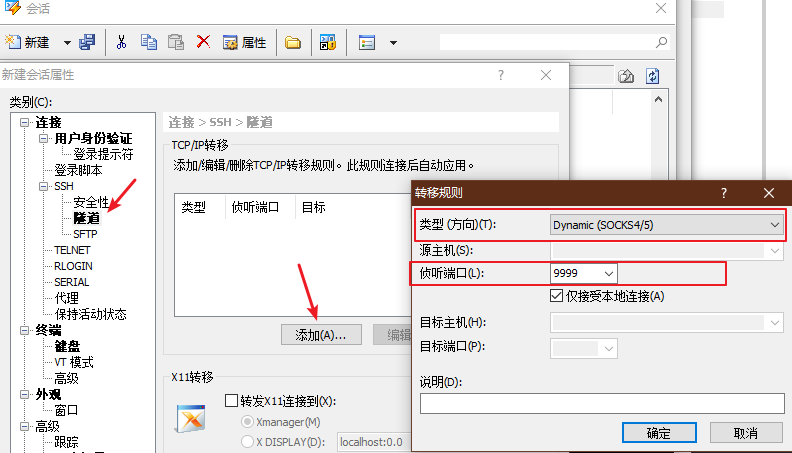 会话
新建
属性
新建会话属性
类别(C):
连接
用户身份验证
登录提示符
登录脚本
SSH
安全性
隧道
SFTP
TELNET
RLOGIN
SERIAL
代理
保持活动状态
终端
键盘
VT 模式
高级
外观
窗口
高级
跟踪
连接 > SSH > 隧道
TCP/IP转移
添加/编辑/删除TCP/IP转移规则。此规则连接后自动应用。
类型 侦听端口 目标
添加(A)...
编辑
X11转移
转发X11连接到(X):
Xmanager(M)
X DISPLAY(D): localhost:0.0
转移规则
类型 (方向)(T): Dynamic (SOCKS4/5)
源主机(S):
侦听端口(L): 9999
仅接受本地连接(A)
目标主机(H):
目标端口(P):
说明(D):
确定 取消